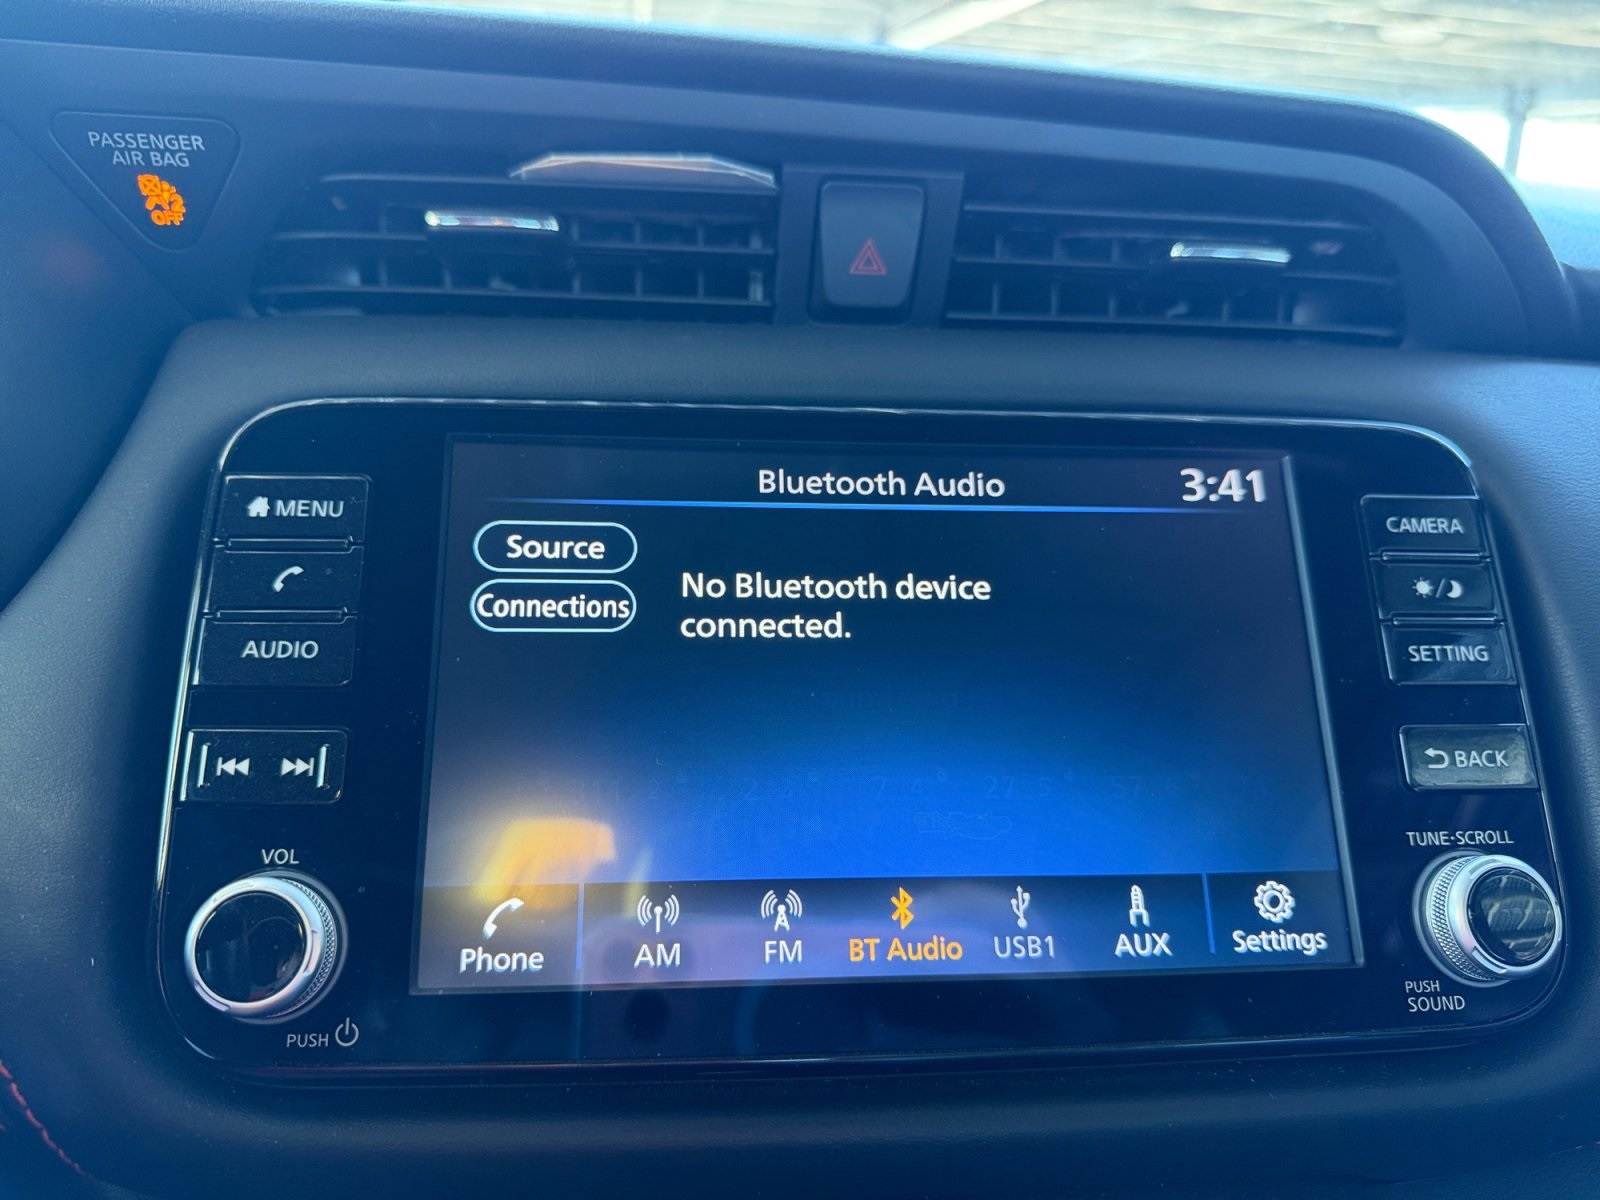 PASSENGER
AIR BAG
2
OFF
Bluetooth Audio
3:41
MENU
AUDIO
Source
Connections
No Bluetooth device
connected.
CAMERA
SETTING
BACK
VOL
PUSH
TUNE·SCROLL
PUSH
SOUND
Phone
AM
FM
BT Audio
USB1
AUX
Settings